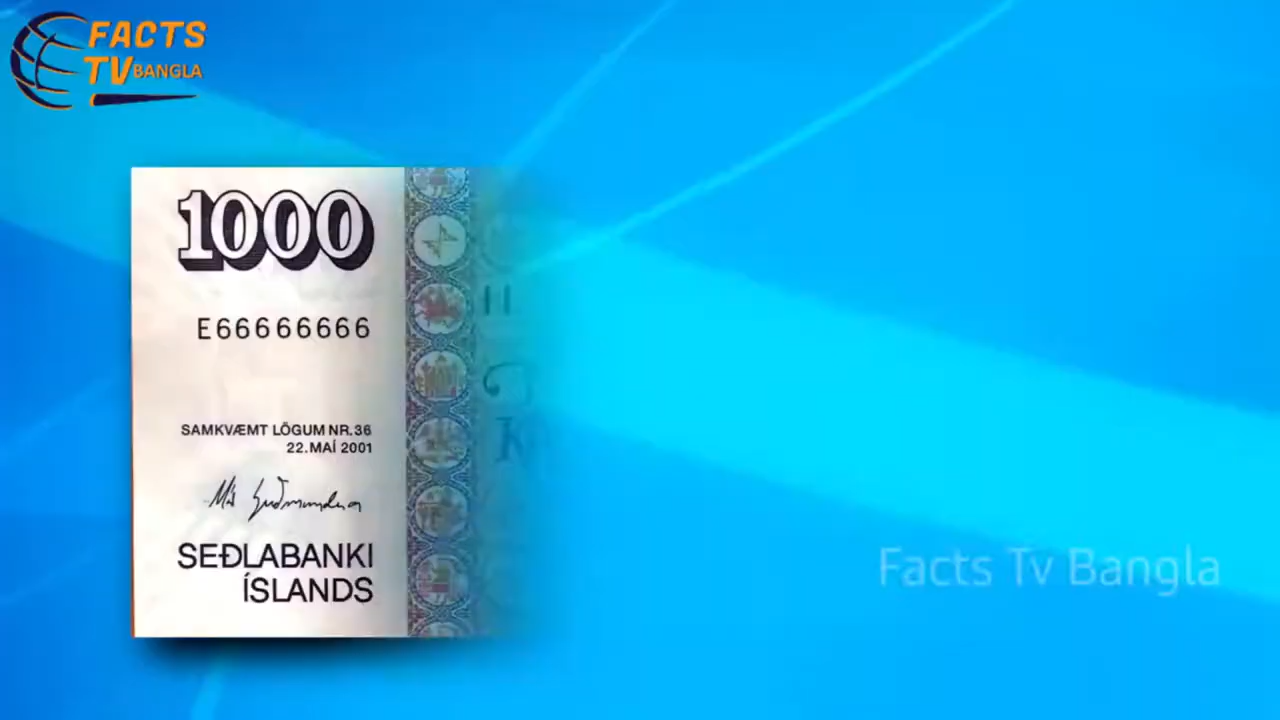 FACTS
TV BANGLA
1000
E66666666
SAMKVÆMT LÖGUM NR. 36
22. MAÍ 2001
SEÐLABANKI
ÍSLANDS
Facts Tv Bangla